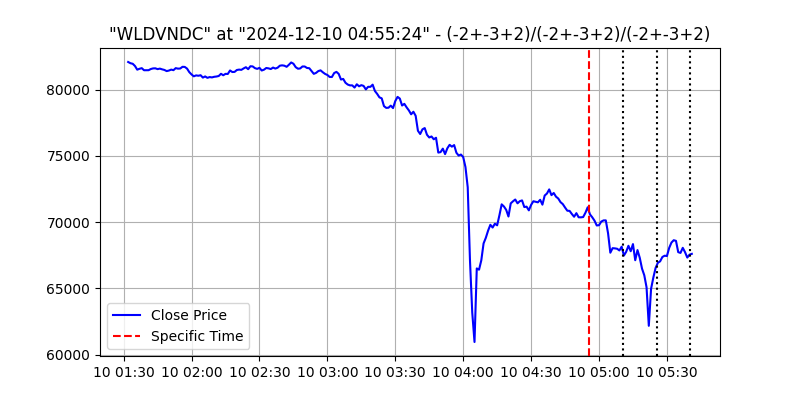 "WLDVNDC" at "2024-12-10 04:55:24" - (-2+-3+2)/(-2+-3+2)/(-2+-3+2)
80000
75000
70000
65000
60000
Close Price
Specific Time
10 01:30 10 02:00 10 02:30 10 03:00 10 03:30 10 04:00 10 04:30 10 05:00 10 05:30